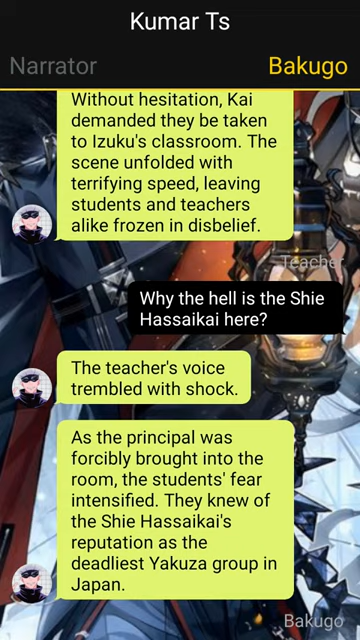 Kumar Ts
Narrator
Bakugo
Without hesitation, Kai
demanded they be taken
to Izuku's classroom. The
scene unfolded with
terrifying speed, leaving
students and teachers
alike frozen in disbelief.
Teacher
Why the hell is the Shie
Hassaikai here?
The teacher's voice
trembled with shock.
As the principal was
forcibly brought into the
room, the students' fear
intensified. They knew of
the Shie Hassaikai's
reputation as the
deadliest Yakuza group in
Japan.
Bakugo